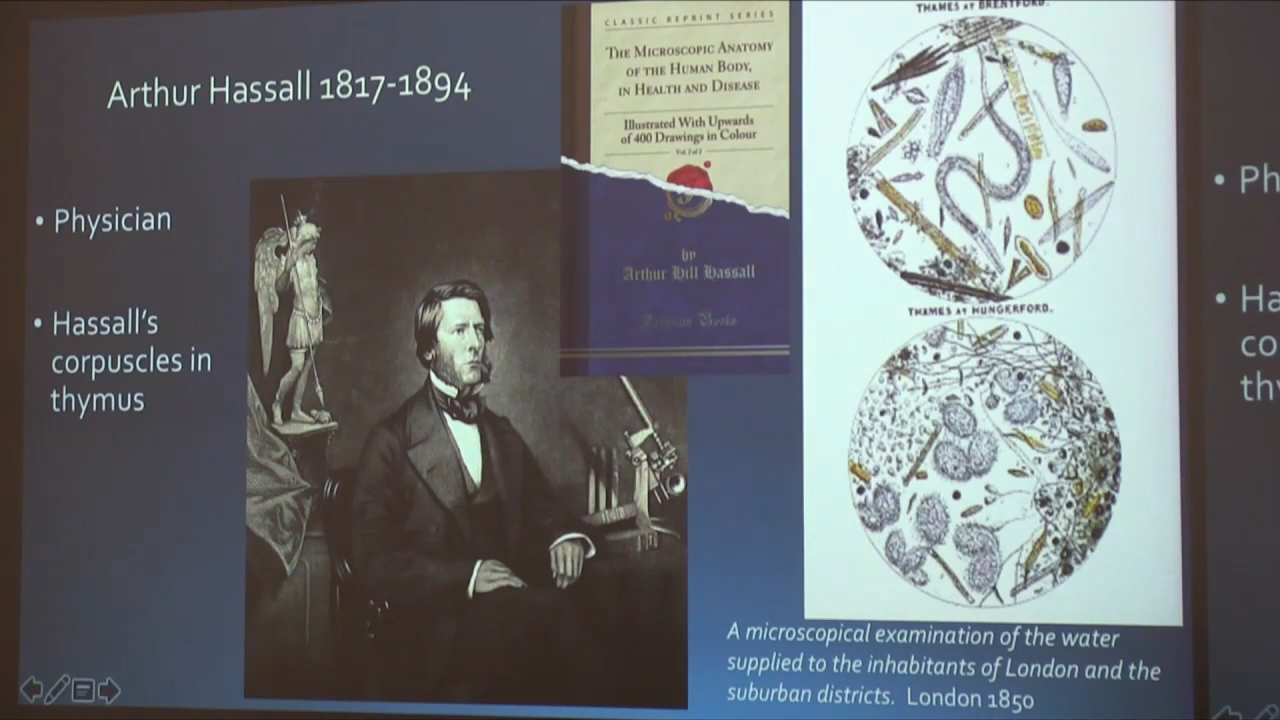 Arthur Hassall 1817-1894
• Physician
• Hassall's
corpuscles in
thymus
CLASSIC REPRINT SERIES
THE MICROSCOPIC ANATOMY
OF THE HUMAN BODY,
IN HEALTH AND DISEASE
Illustrated With Upwards
of 400 Drawings in Colour
by
Arthur Hill Hassall
THAMES AT BRENTFORD.
THAMES AT HUNGERFORD.
A microscopical examination of the water
supplied to the inhabitants of London and the
suburban districts. London 1850
• Ph
• Ha
co
th